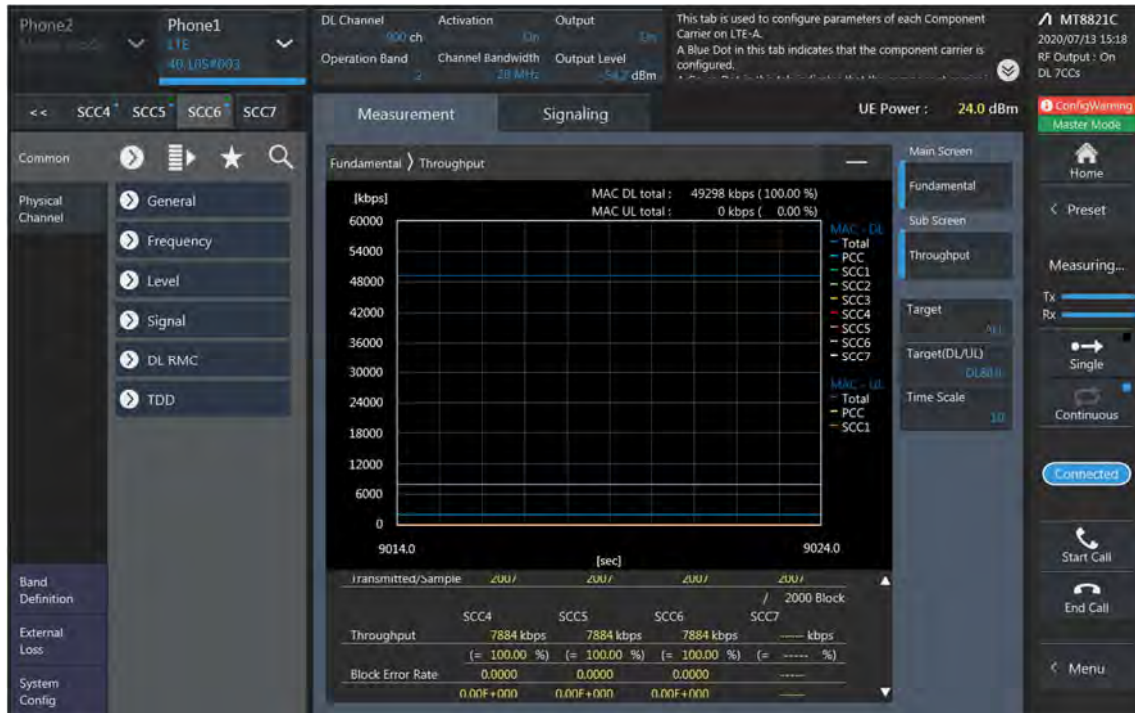 Phone2
Phone1
LTE
DL Channel
900 ch
Activation
On
Output
On
Operation Band
2
Channel Bandwidth
20 MHz
Output Level
-54.7 dBm
This tab is used to configure parameters of each Component
Carrier on LTE-A.
A Blue Dot in this tab indicates that the component carrier is
configured.
MT8821C
2020/07/13 15:18
RF Output : On
DL 7CCs
<< SCC4 SCC5 SCC6 SCC7
Measurement
Signaling
UE Power : 24.0 dBm
ConfigWarning
Master Mode
Common
Physical
Channel
General
Frequency
Level
Signal
DL RMC
TDD
Band
Definition
External
Loss
System
Config
Fundamental 〉 Throughput
[kbps]
MAC DL total : 49298 kbps ( 100.00 %)
MAC UL total : 0 kbps ( 0.00 %)
60000
54000
48000
42000
36000
30000
24000
18000
12000
6000
0
9014.0
9024.0
[sec]
MAC - DL
Total
PCC
SCC1
SCC2
SCC3
SCC4
SCC5
SCC6
SCC7
MAC - UL
Total
PCC
SCC1
Transmitted/Sample 2007 2007 2007 2007
/ 2000 Block
SCC4 SCC5 SCC6 SCC7
Throughput 7884 kbps 7884 kbps 7884 kbps ----- kbps
(= 100.00 %) (= 100.00 %) (= 100.00 %) (= ----- %)
Block Error Rate 0.0000 0.0000 0.0000 -----
0.00E+000 0.00E+000 0.00E+000 -----
Main Screen
Fundamental
Sub Screen
Throughput
Target
ALL
Target(DL/UL)
Time Scale
10
Home
< Preset
Measuring...
Tx
Rx
Single
Continuous
Connected
Start Call
End Call
< Menu